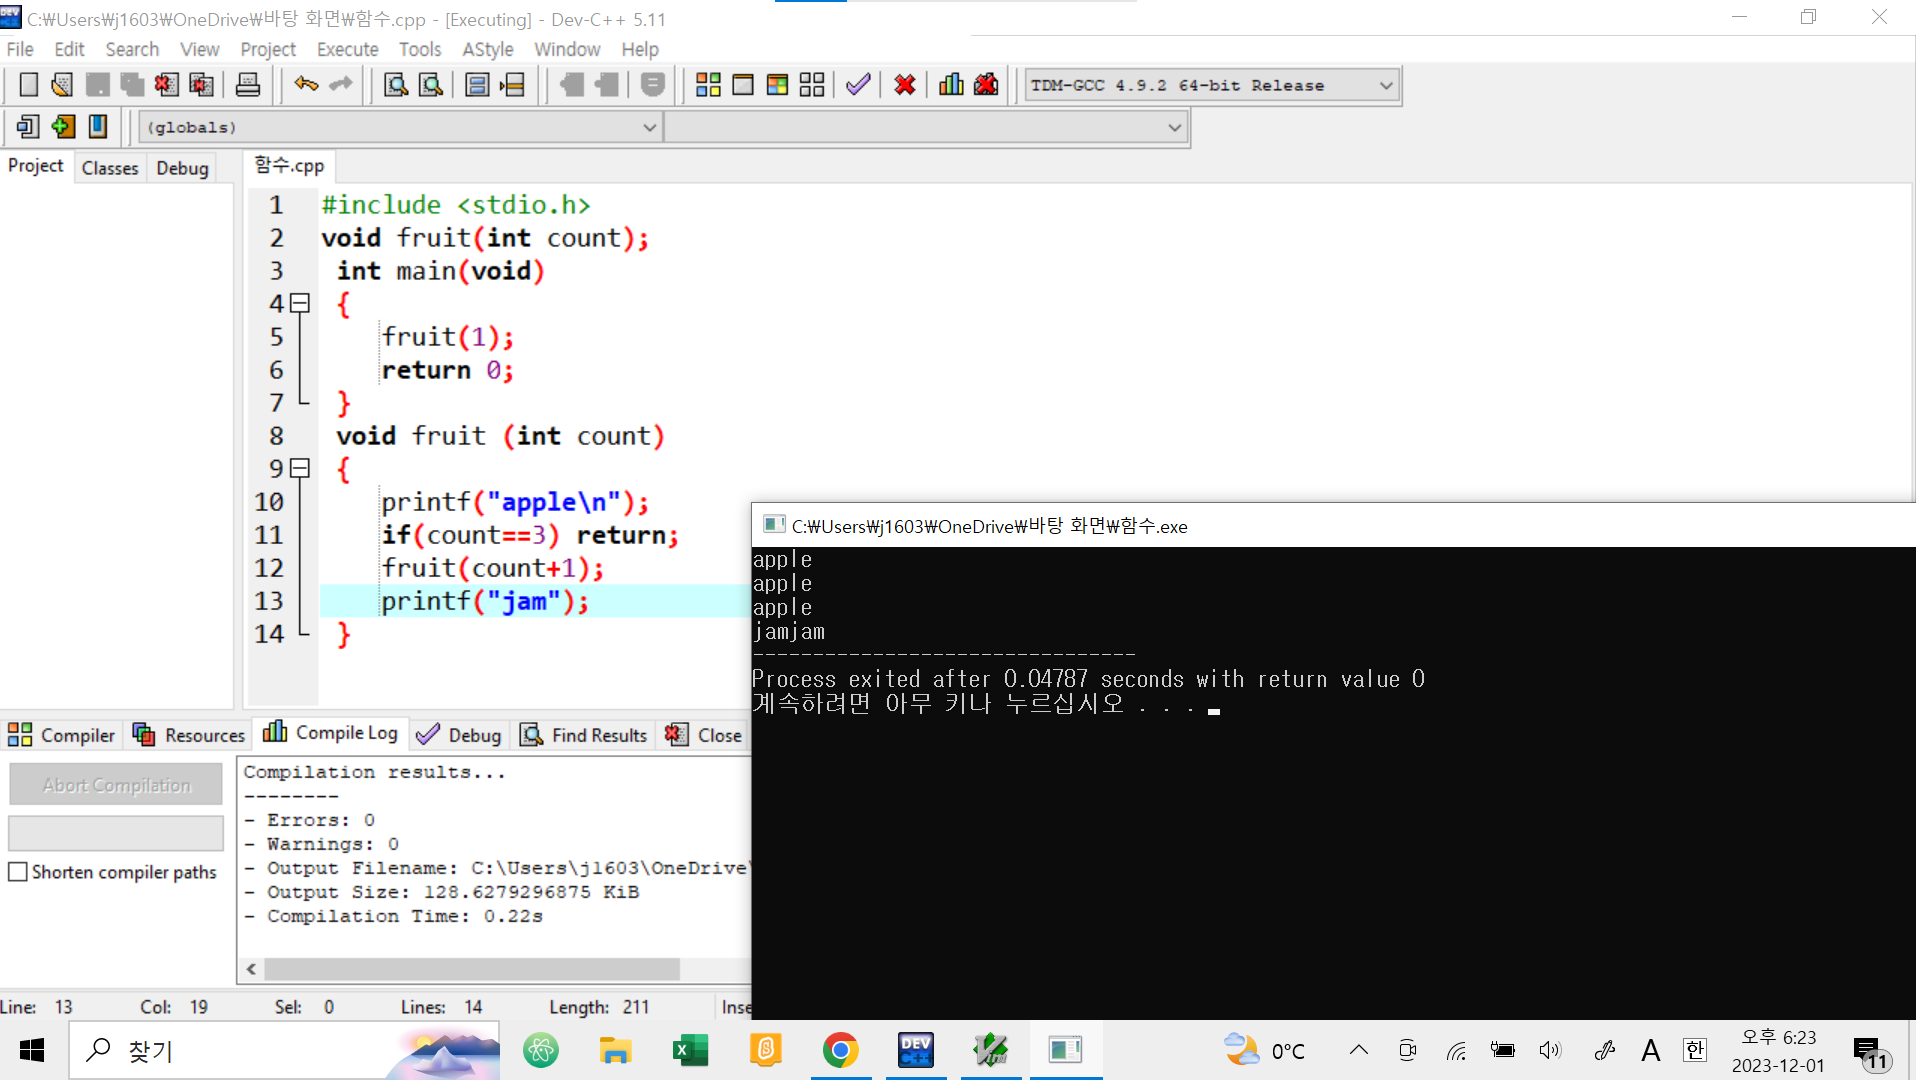 C:₩Users₩j1603₩OneDrive₩바탕 화면₩함수.cpp - [Executing] - Dev-C++ 5.11
File Edit Search View Project Execute Tools AStyle Window Help
TDM-GCC 4.9.2 64-bit Release
(globals)
Project Classes Debug
함수.cpp
1 #include <stdio.h>
2 void fruit(int count);
3 int main(void)
4 {
5 fruit(1);
6 return 0;
7 }
8 void fruit (int count)
9 {
10 printf("apple\n");
11 if(count==3) return;
12 fruit(count+1);
13 printf("jam");
14 }
C:₩Users₩j1603₩OneDrive₩바탕 화면₩함수.exe
apple
apple
apple
jamjam
--------------------------------
Process exited after 0.04787 seconds with return value 0
계속하려면 아무 키나 누르십시오 . . .
Compiler Resources Compile Log Debug Find Results Close
Abort Compilation
Shorten compiler paths
Compilation results...
--------
- Errors: 0
- Warnings: 0
- Output Filename: C:\Users\j1603\OneDrive\
- Output Size: 128.6279296875 KiB
- Compilation Time: 0.22s
Line: 13 Col: 19 Sel: 0 Lines: 14 Length: 211 Inse
찾기
DEV C++
0°C
A 한
오후 6:23
2023-12-01
11